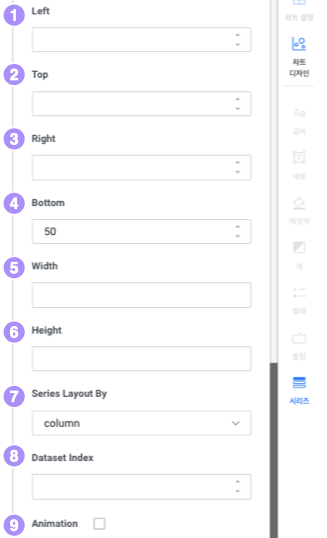 1 Left
2 Top
3 Right
4 Bottom
50
5 Width
6 Height
7 Series Layout By
column
8 Dataset Index
9 Animation
차트 설정
차트
디자인
Aa
글씨
T
제목
배경색
색
범례
툴팁
시리즈